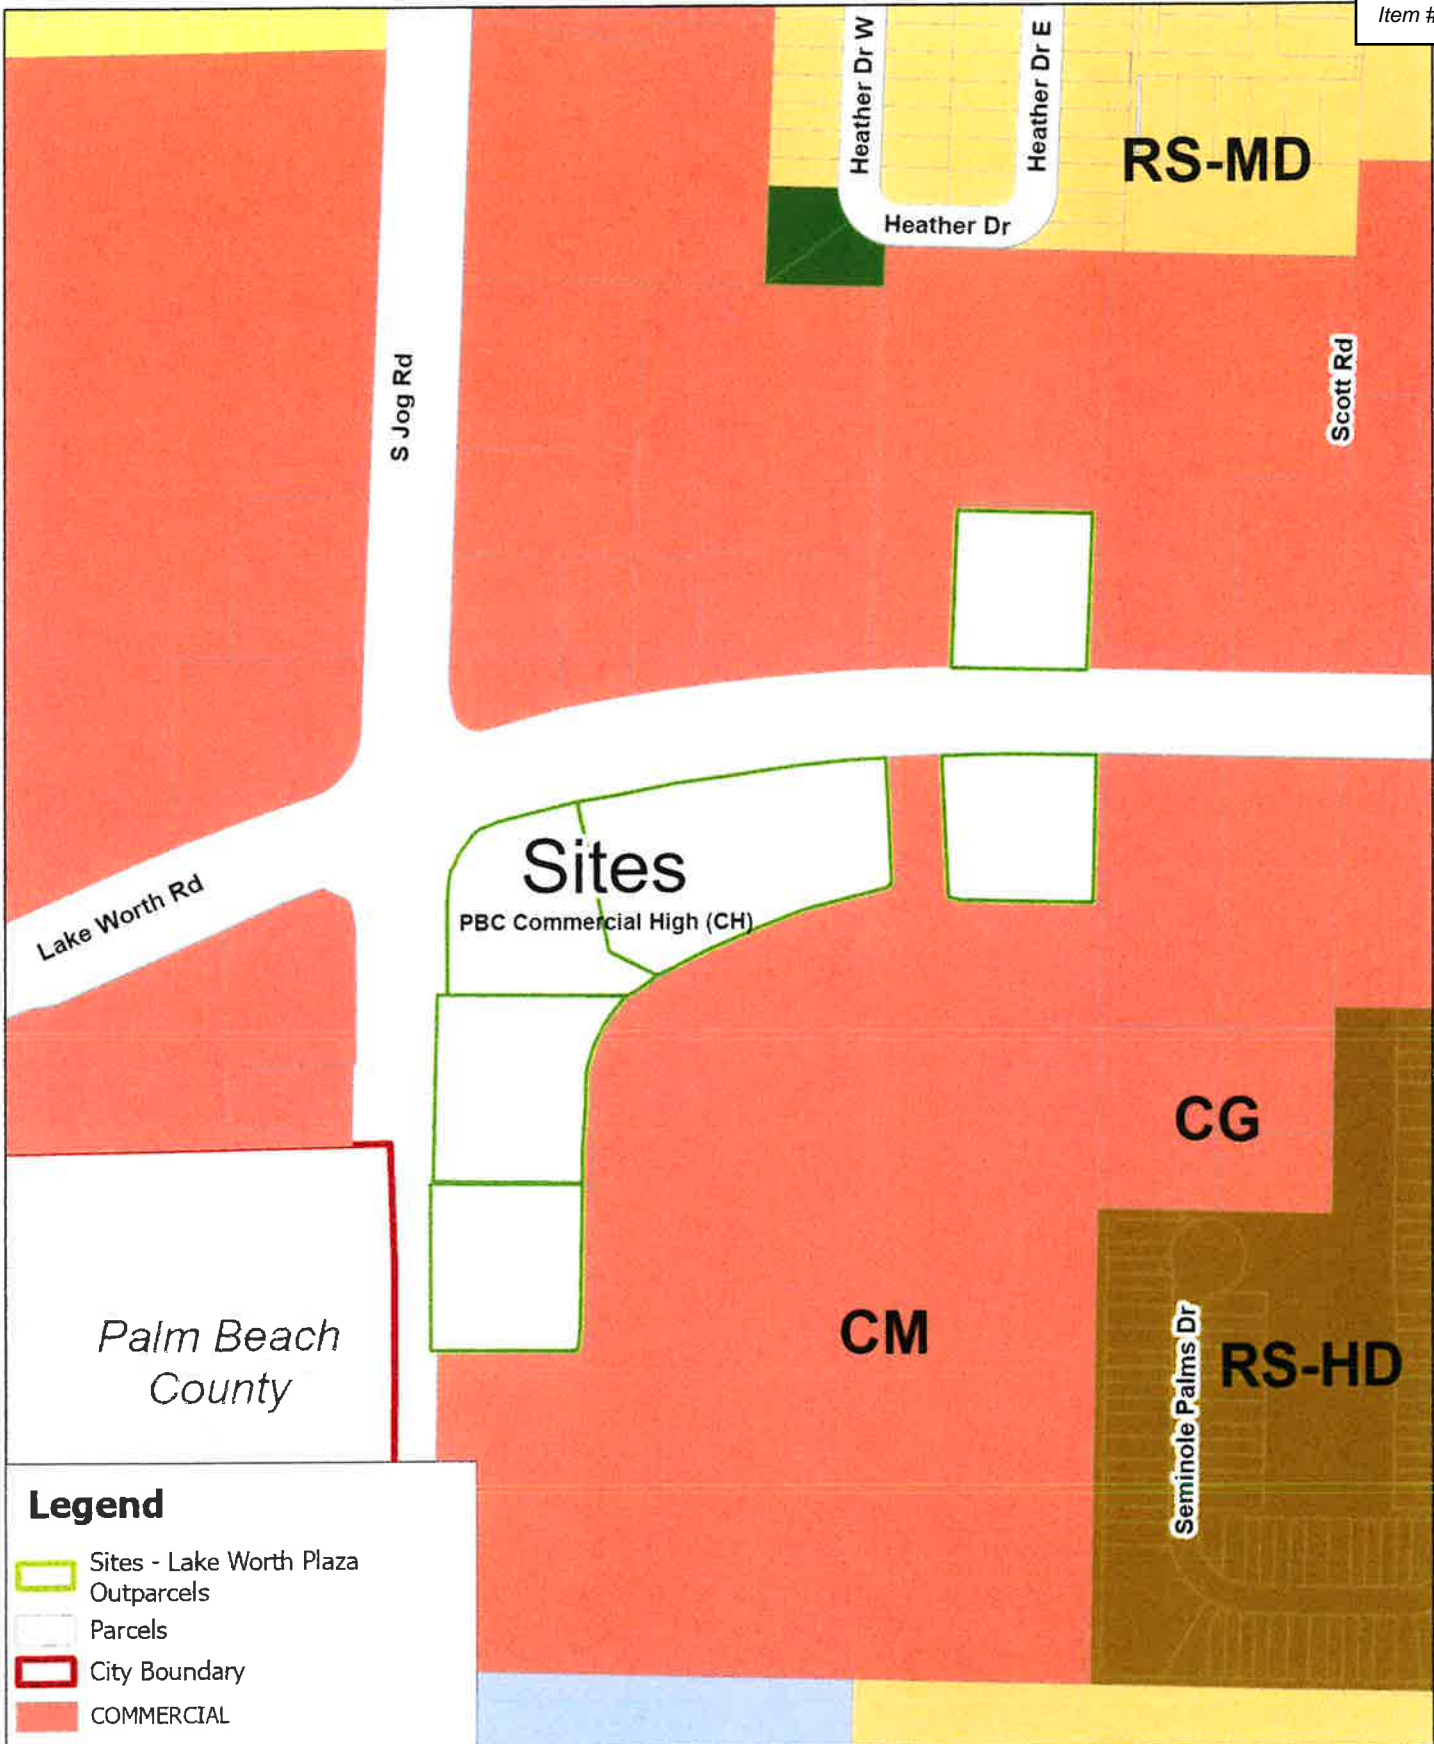 Item #
Heather Dr W
Heather Dr E
RS-MD
Heather Dr
S Jog Rd
Scott Rd
Sites
PBC Commercial High (CH)
Lake Worth Rd
CG
Palm Beach
County
CM
Seminole Palms Dr
RS-HD
Legend
Sites - Lake Worth Plaza
Outparcels
Parcels
City Boundary
COMMERCIAL